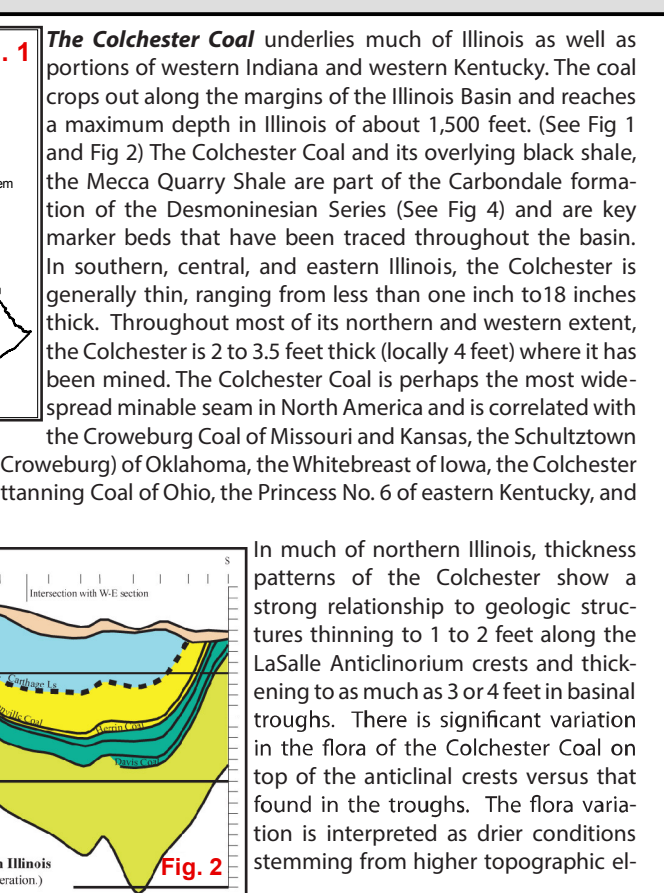 . 1
The Colchester Coal underlies much of Illinois as well as
portions of western Indiana and western Kentucky. The coal
crops out along the margins of the Illinois Basin and reaches
a maximum depth in Illinois of about 1,500 feet. (See Fig 1
and Fig 2) The Colchester Coal and its overlying black shale,
em
the Mecca Quarry Shale are part of the Carbondale forma-
tion of the Desmoninesian Series (See Fig 4) and are key
marker beds that have been traced throughout the basin.
In southern, central, and eastern Illinois, the Colchester is
generally thin, ranging from less than one inch to18 inches
thick. Throughout most of its northern and western extent,
the Colchester is 2 to 3.5 feet thick (locally 4 feet) where it has
been mined. The Colchester Coal is perhaps the most wide-
spread minable seam in North America and is correlated with
the Croweburg Coal of Missouri and Kansas, the Schultztown
Croweburg) of Oklahoma, the Whitebreast of Iowa, the Colchester
ttanning Coal of Ohio, the Princess No. 6 of eastern Kentucky, and
S
Intersection with W-E section
Carthage Ls.
nville Coal
Herrin Coal
Davis Coal
n Illinois
eration.)
Fig. 2
In much of northern Illinois, thickness
patterns of the Colchester show a
strong relationship to geologic struc-
tures thinning to 1 to 2 feet along the
LaSalle Anticlinorium crests and thick-
ening to as much as 3 or 4 feet in basinal
troughs. There is significant variation
in the flora of the Colchester Coal on
top of the anticlinal crests versus that
found in the troughs. The flora varia-
tion is interpreted as drier conditions
stemming from higher topographic el-